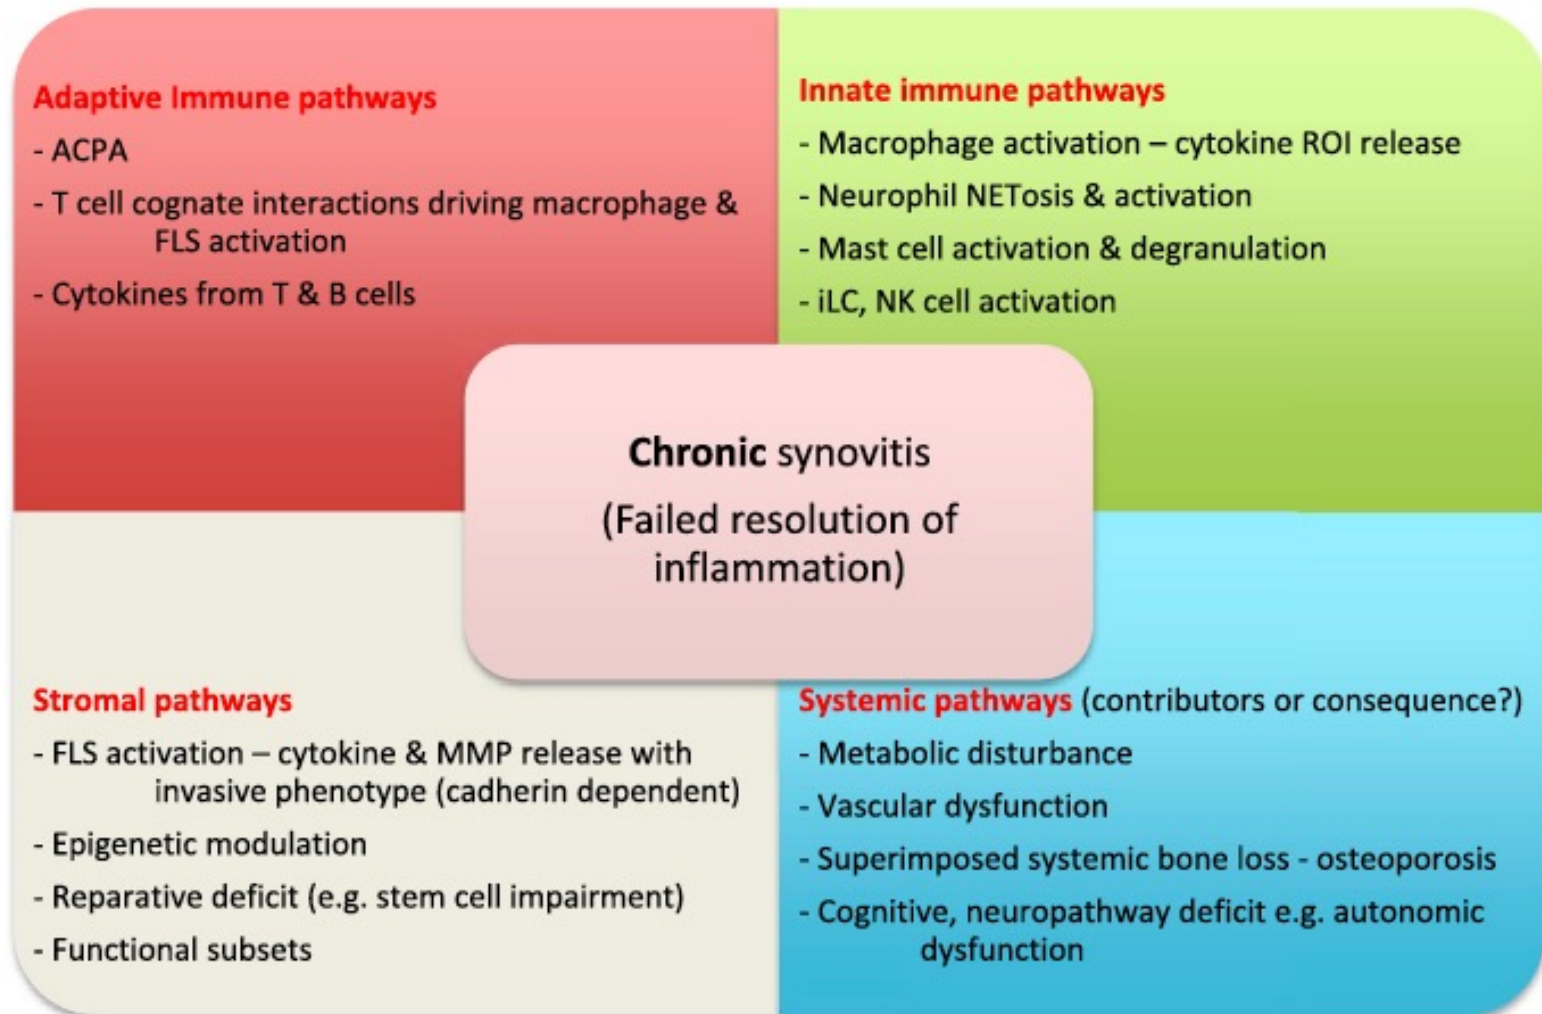 Adaptive Immune pathways
- ACPA
- T cell cognate interactions driving macrophage &
FLS activation
- Cytokines from T & B cells
Innate immune pathways
- Macrophage activation – cytokine ROI release
- Neurophil NETosis & activation
- Mast cell activation & degranulation
- iLC, NK cell activation
Chronic synovitis
(Failed resolution of
inflammation)
Stromal pathways
- FLS activation – cytokine & MMP release with
invasive phenotype (cadherin dependent)
- Epigenetic modulation
- Reparative deficit (e.g. stem cell impairment)
- Functional subsets
Systemic pathways (contributors or consequence?)
- Metabolic disturbance
- Vascular dysfunction
- Superimposed systemic bone loss - osteoporosis
- Cognitive, neuropathway deficit e.g. autonomic
dysfunction